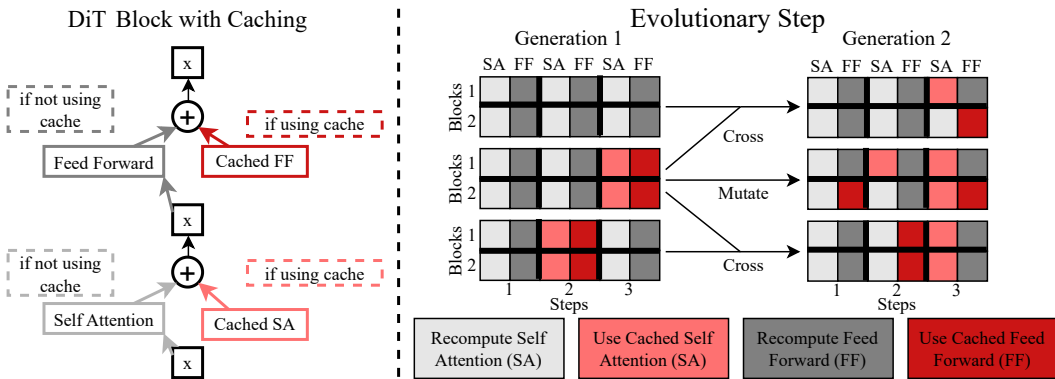 DiT Block with Caching
x
if not using
cache
+
if using cache
Feed Forward
Cached FF
x
if not using
cache
+
if using cache
Self Attention
Cached SA
x
Evolutionary Step
Generation 1
SA FF SA FF SA FF
Blocks
1
2
Blocks
1
2
Blocks
1
2
1 2 3
Steps
Cross
Mutate
Cross
Generation 2
SA FF SA FF SA FF
1 2 3
Steps
Recompute Self
Attention (SA)
Use Cached Self
Attention (SA)
Recompute Feed
Forward (FF)
Use Cached Feed
Forward (FF)